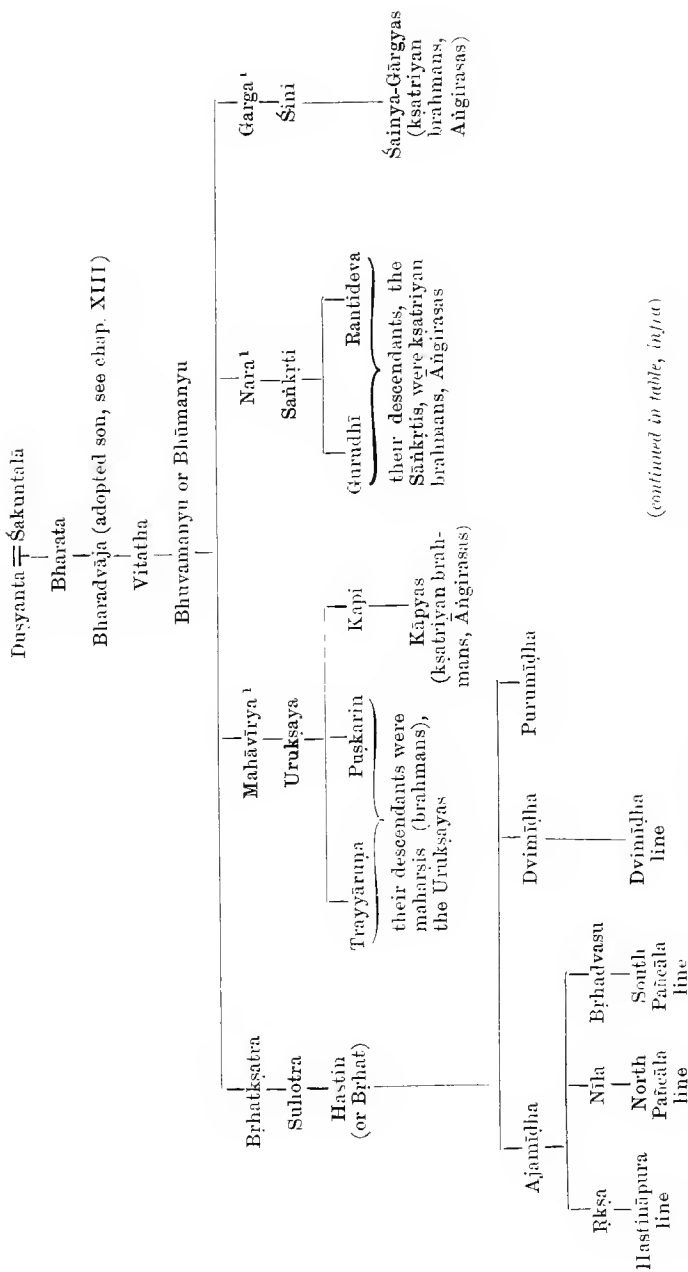 Duṣyanta ╤ Śakuntalā
Bharata
Bharadvāja (adopted son, see chap. XIII)
Vitatha
Bhuvamanyu or Bhūmanyu
Bṛhatkṣatra
Mahāvīrya¹
Nara¹
Garga¹
Suhotra
Urukṣaya
Saṅkṛti
Śini
Hastin
(or Bṛhat)
Trayyāruṇa
Puṣkarin
Kapi
Gurudhī
Rantideva
Śainya-Gārgyas
(kṣatriyan
brahmans,
Āṅgirasas)
their descendants were
maharṣis (brahmans),
the Urukṣayas
Kāpyas
(kṣatriyan brah-
mans, Āṅgirasas)
their descendants, the
Sāṅkṛtis, were kṣatriyan
brahmans, Āṅgirasas
Ajamīḍha
Dvimīḍha
Purumīḍha
Ṛkṣa
Nīla
Bṛhadvasu
Hastināpura
line
North
Pañcāla
line
South
Pañcāla
line
Dvimīḍha
line
(continued in table, infra)